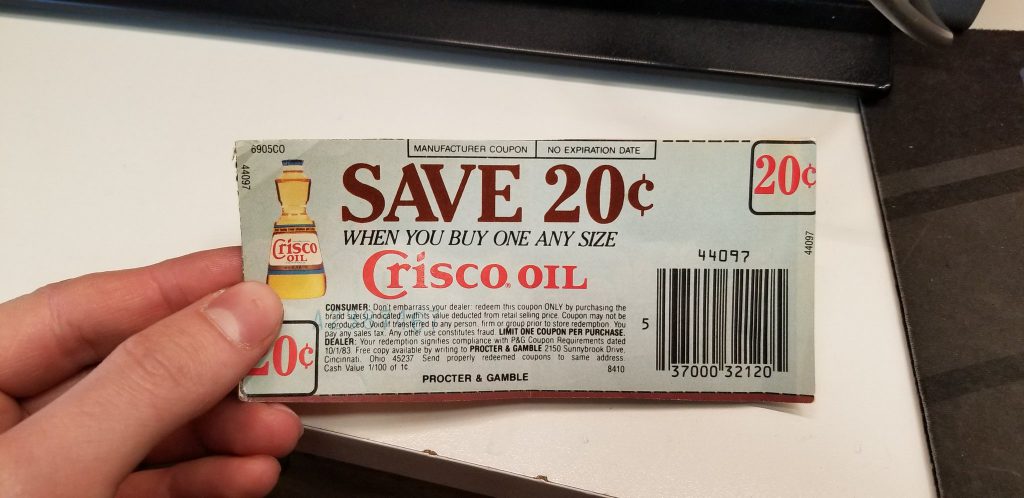 6905CO
MANUFACTURER COUPON NO EXPIRATION DATE
44097
SAVE 20¢
20¢
WHEN YOU BUY ONE ANY SIZE
Crisco OIL
Crisco
OIL
44097
44097
CONSUMER: Don't embarrass your dealer: redeem this coupon ONLY by purchasing the
brand size(s) indicated with its value deducted from retail selling price. Coupon may not be
reproduced. Void if transferred to any person, firm or group prior to store redemption. You
pay any sales tax. Any other use constitutes fraud. LIMIT ONE COUPON PER PURCHASE.
DEALER: Your redemption signifies compliance with P&G Coupon Requirements dated
10/1/83. Free copy available by writing to PROCTER & GAMBLE 2150 Sunnybrook Drive,
Cincinnati, Ohio 45237 Send properly redeemed coupons to same address.
Cash Value 1/100 of 1¢ 8410
20¢
PROCTER & GAMBLE
5
37000 32120